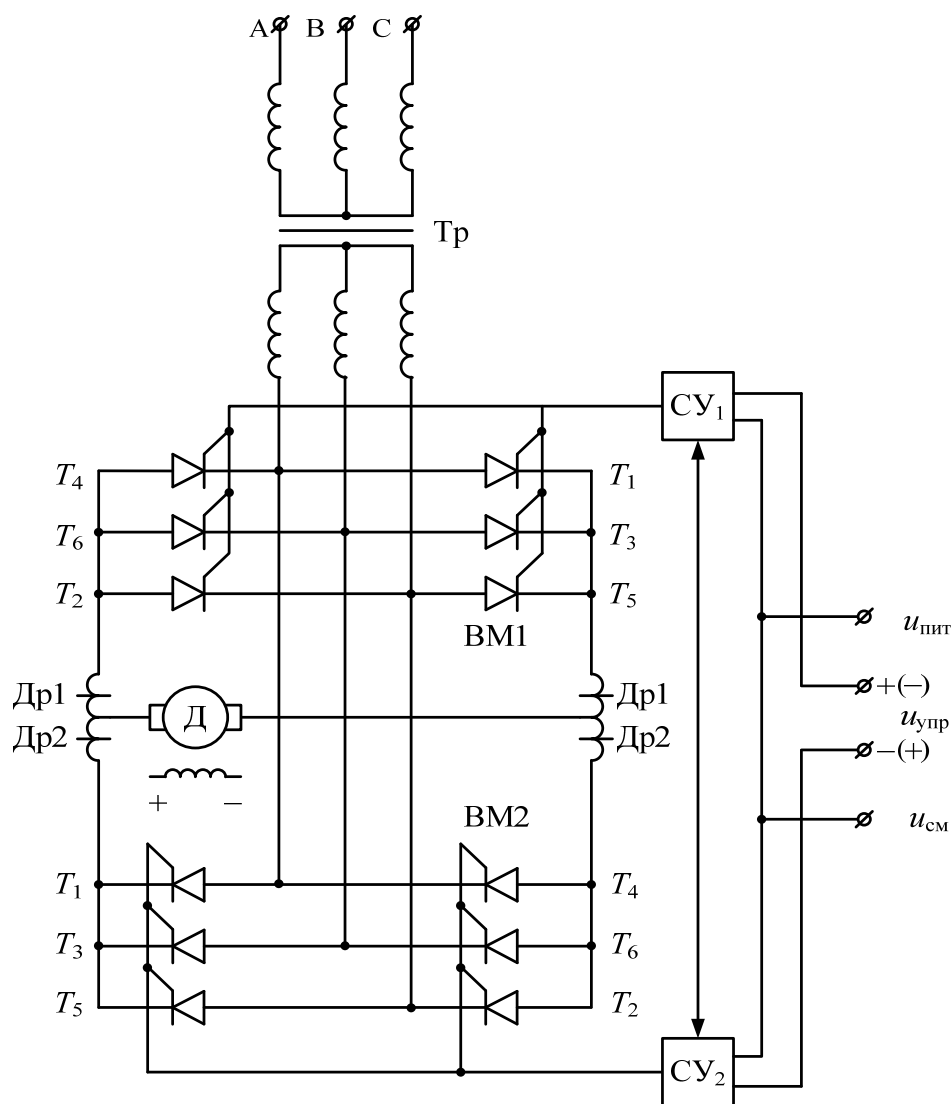 A B C
Тр
СУ₁
T₄ T₁
T₆ T₃
T₂ T₅
ВМ1
uпит
Др1 Др1
+(−)
Д
uупр
Др2 Др2
−(+)
+ −
ВМ2
uсм
T₁ T₄
T₃ T₆
T₅ T₂
СУ₂